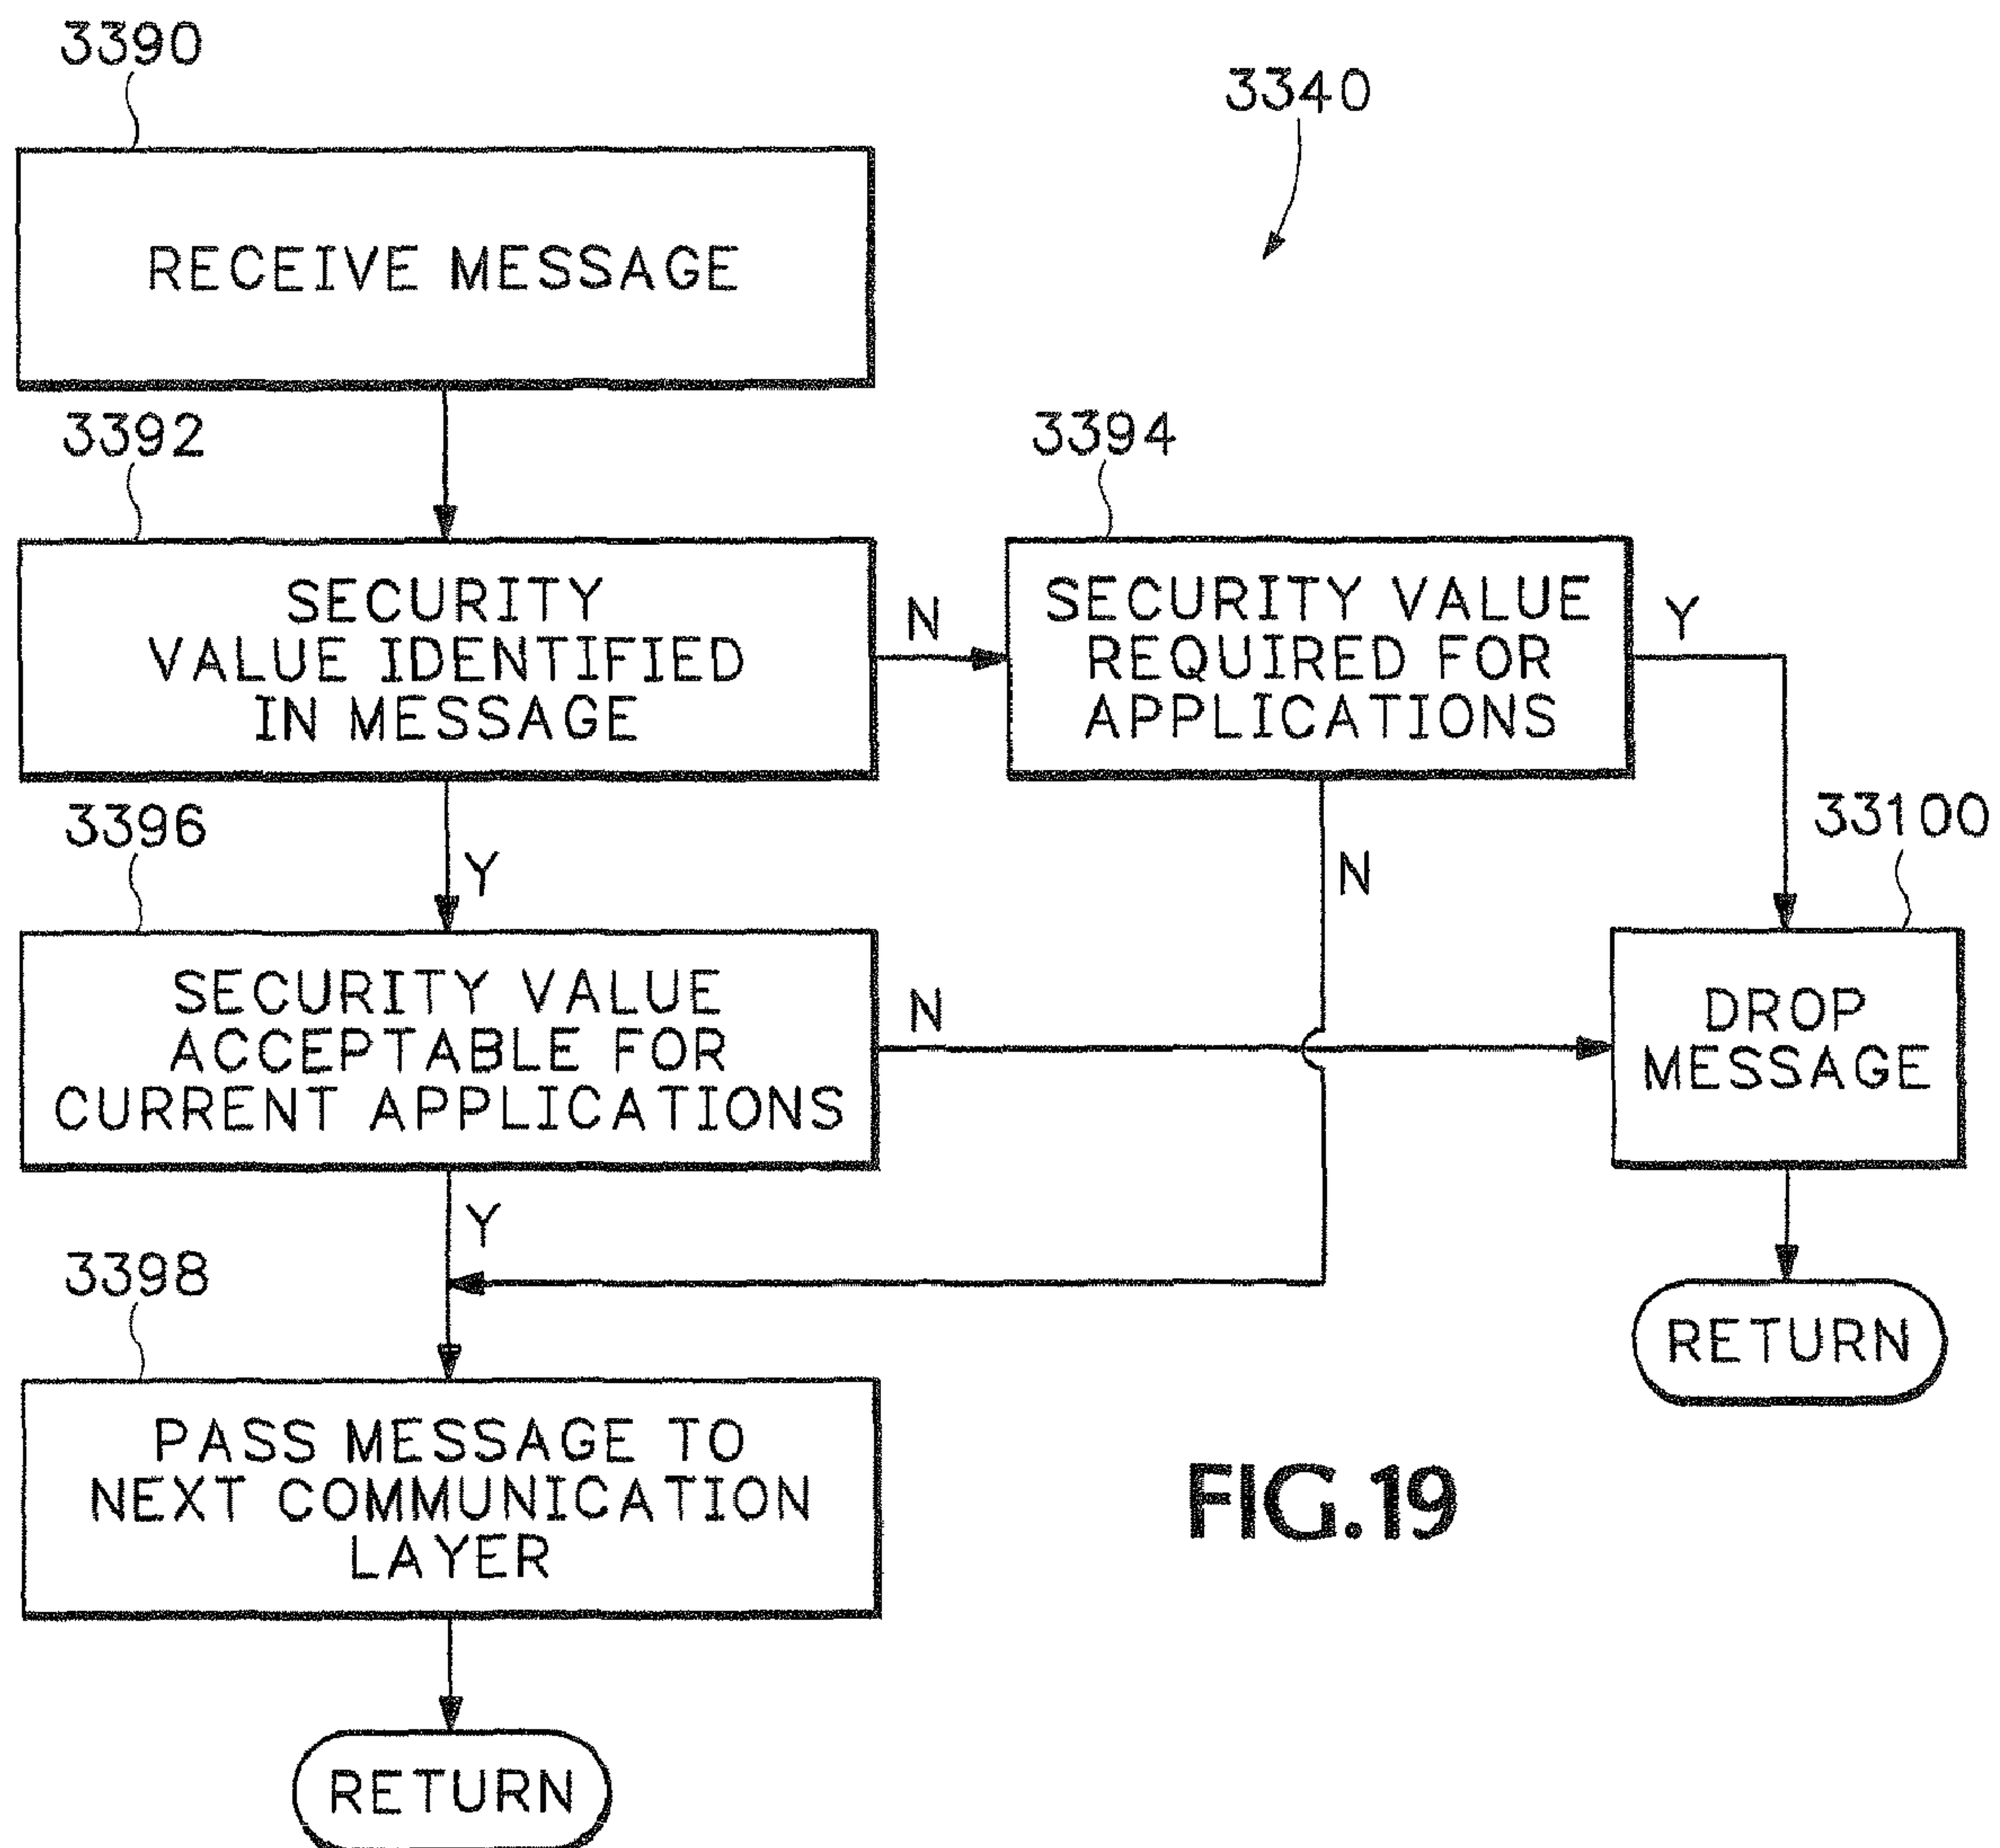 3390
3340
RECEIVE MESSAGE
3392
3394
SECURITY
VALUE IDENTIFIED
IN MESSAGE
N
SECURITY VALUE
REQUIRED FOR
APPLICATIONS
Y
3396
Y
N
33100
SECURITY VALUE
ACCEPTABLE FOR
CURRENT APPLICATIONS
N
DROP
MESSAGE
Y
3398
RETURN
PASS MESSAGE TO
NEXT COMMUNICATION
LAYER
FIG.19
RETURN